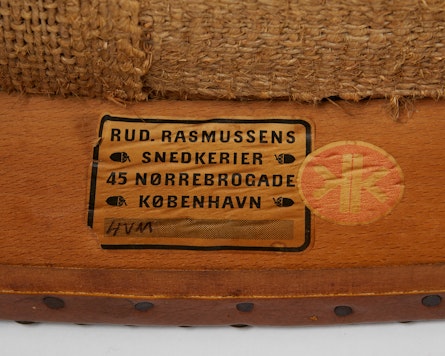 RUD. RASMUSSENS
SNEDKERIER
45 NØRREBROGADE
KØBENHAVN